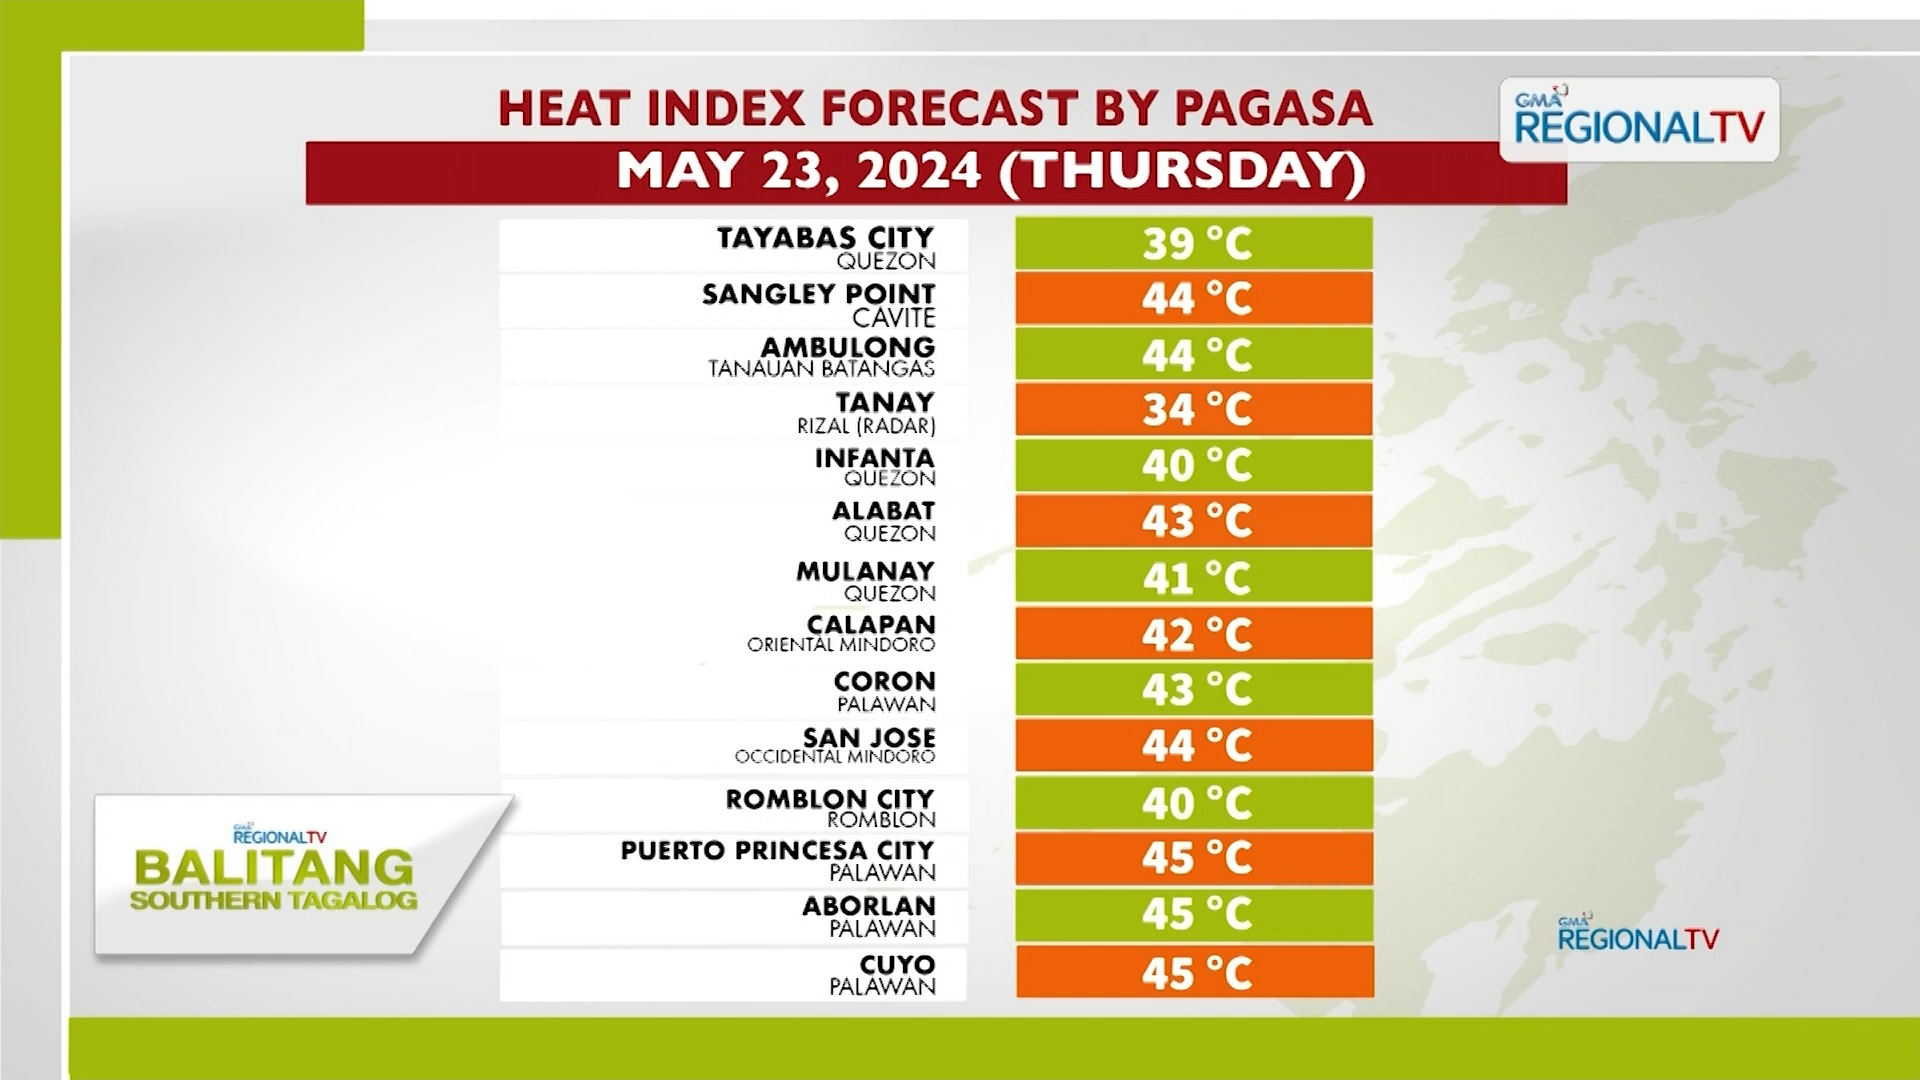 HEAT INDEX FORECAST BY PAGASA
GMA
REGIONALTV
MAY 23, 2024 (THURSDAY)
TAYABAS CITY
QUEZON
39 °C
SANGLEY POINT
CAVITE
44 °C
AMBULONG
TANAUAN BATANGAS
44 °C
TANAY
RIZAL (RADAR)
34 °C
INFANTA
QUEZON
40 °C
ALABAT
QUEZON
43 °C
MULANAY
QUEZON
41 °C
CALAPAN
ORIENTAL MINDORO
42 °C
CORON
PALAWAN
43 °C
SAN JOSE
OCCIDENTAL MINDORO
44 °C
ROMBLON CITY
ROMBLON
40 °C
PUERTO PRINCESA CITY
PALAWAN
45 °C
ABORLAN
PALAWAN
45 °C
CUYO
PALAWAN
45 °C
GMA
REGIONALTV
BALITANG
SOUTHERN TAGALOG
GMA
REGIONALTV